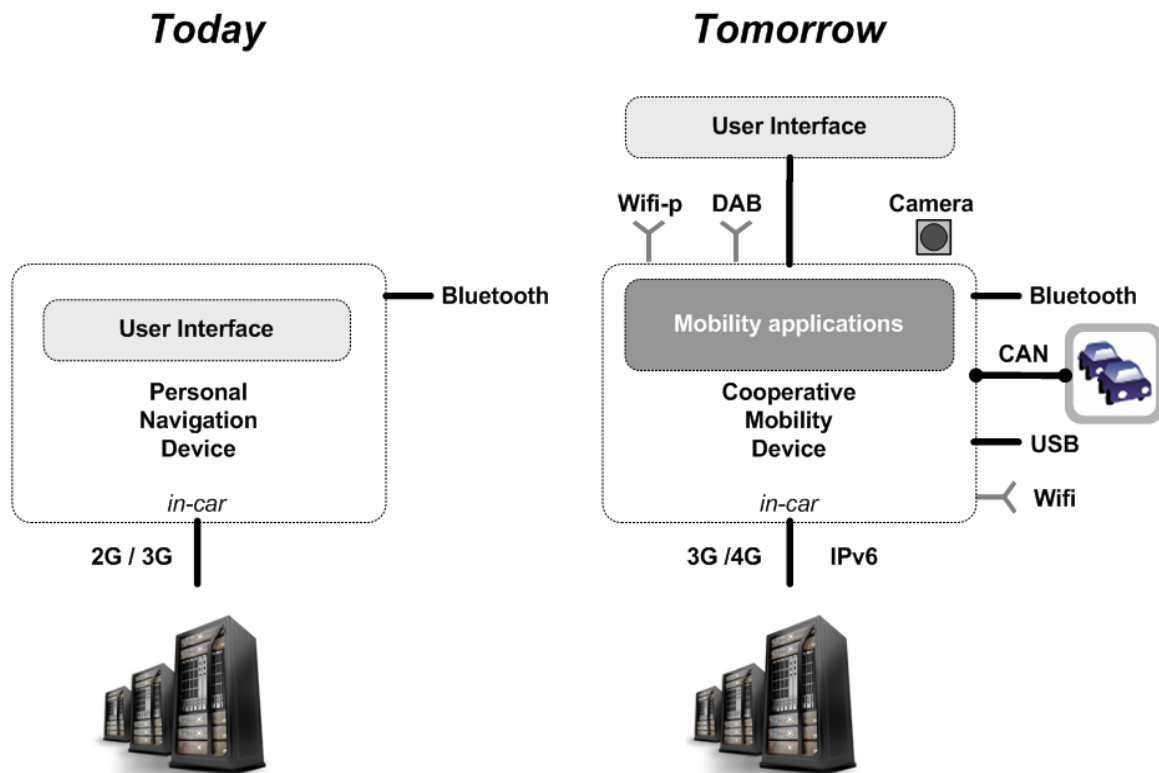 Today
User Interface
Personal
Navigation
Device
in-car
Bluetooth
2G / 3G
Tomorrow
User Interface
Wifi-p
DAB
Camera
Mobility applications
Cooperative
Mobility
Device
in-car
Bluetooth
CAN
USB
Wifi
3G /4G
IPv6